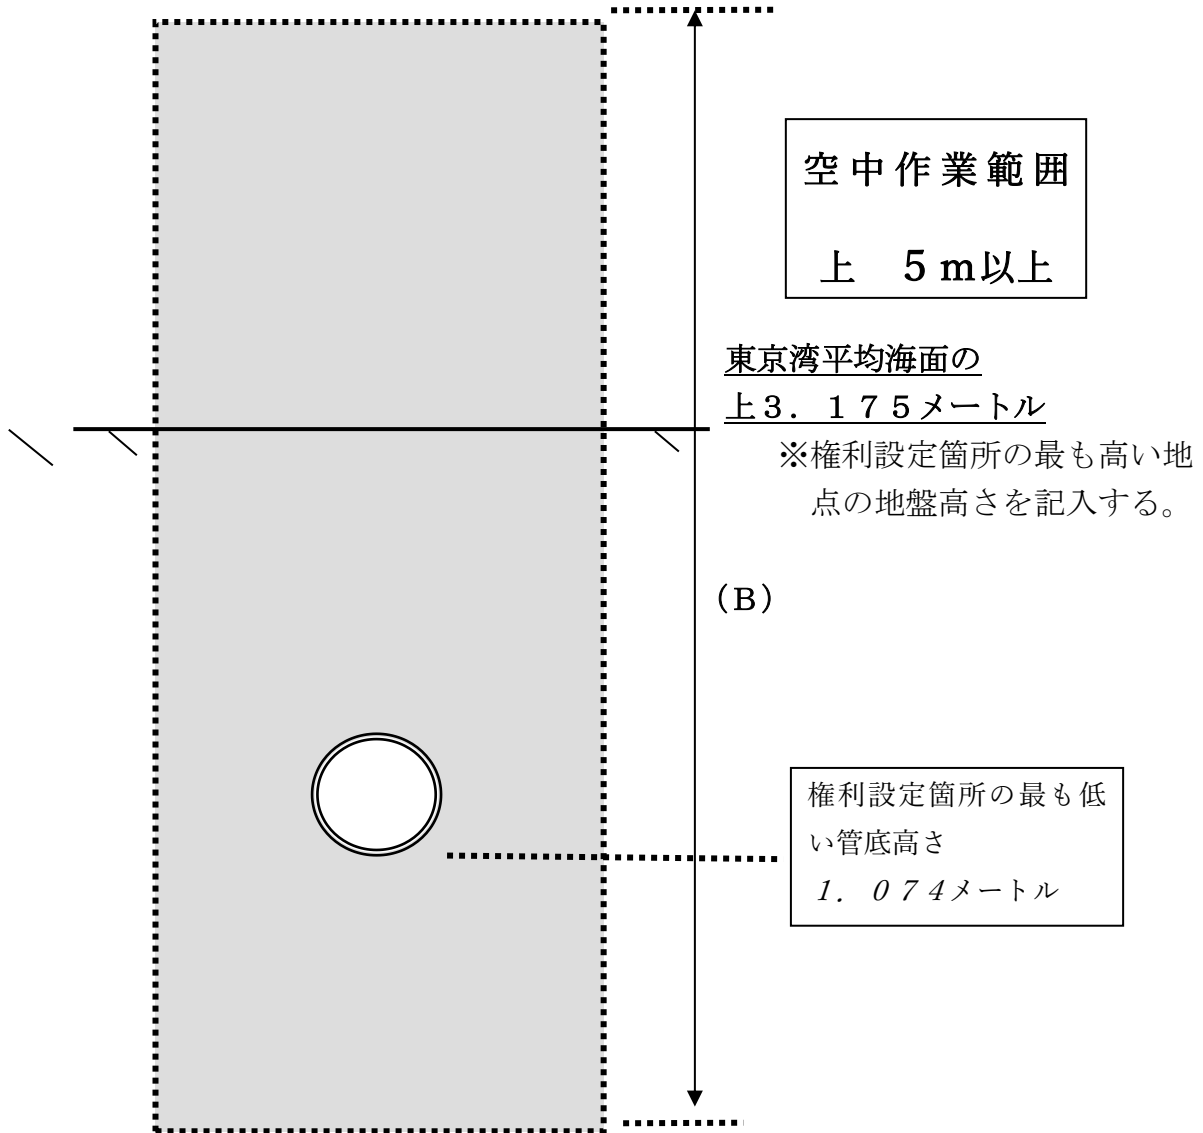 空中作業範囲
上　５ｍ以上
東京湾平均海面の
上３．１７５メートル
※権利設定箇所の最も高い地
点の地盤高さを記入する。
（Ｂ）
権利設定箇所の最も低
い管底高さ
１．０７４メートル